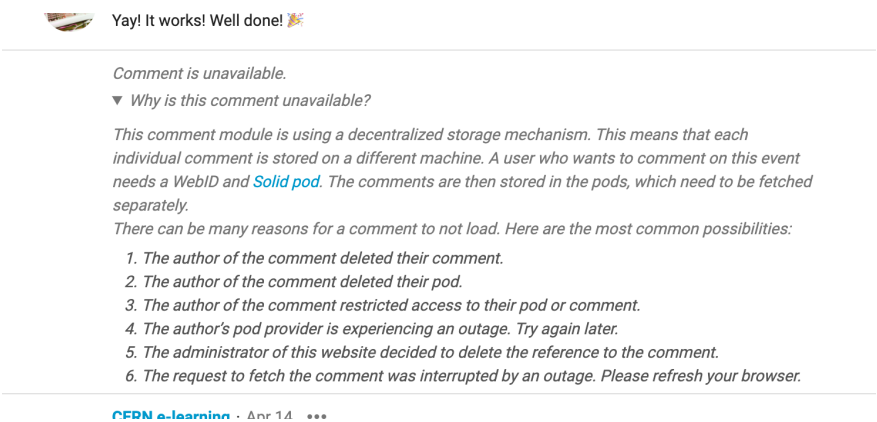 Yay! It works! Well done! 🎉
Comment is unavailable.
▼ Why is this comment unavailable?
This comment module is using a decentralized storage mechanism. This means that each
individual comment is stored on a different machine. A user who wants to comment on this event
needs a WebID and Solid pod. The comments are then stored in the pods, which need to be fetched
separately.
There can be many reasons for a comment to not load. Here are the most common possibilities:
1. The author of the comment deleted their comment.
2. The author of the comment deleted their pod.
3. The author of the comment restricted access to their pod or comment.
4. The author’s pod provider is experiencing an outage. Try again later.
5. The administrator of this website decided to delete the reference to the comment.
6. The request to fetch the comment was interrupted by an outage. Please refresh your browser.
CERN e-learning · Apr 14 •••